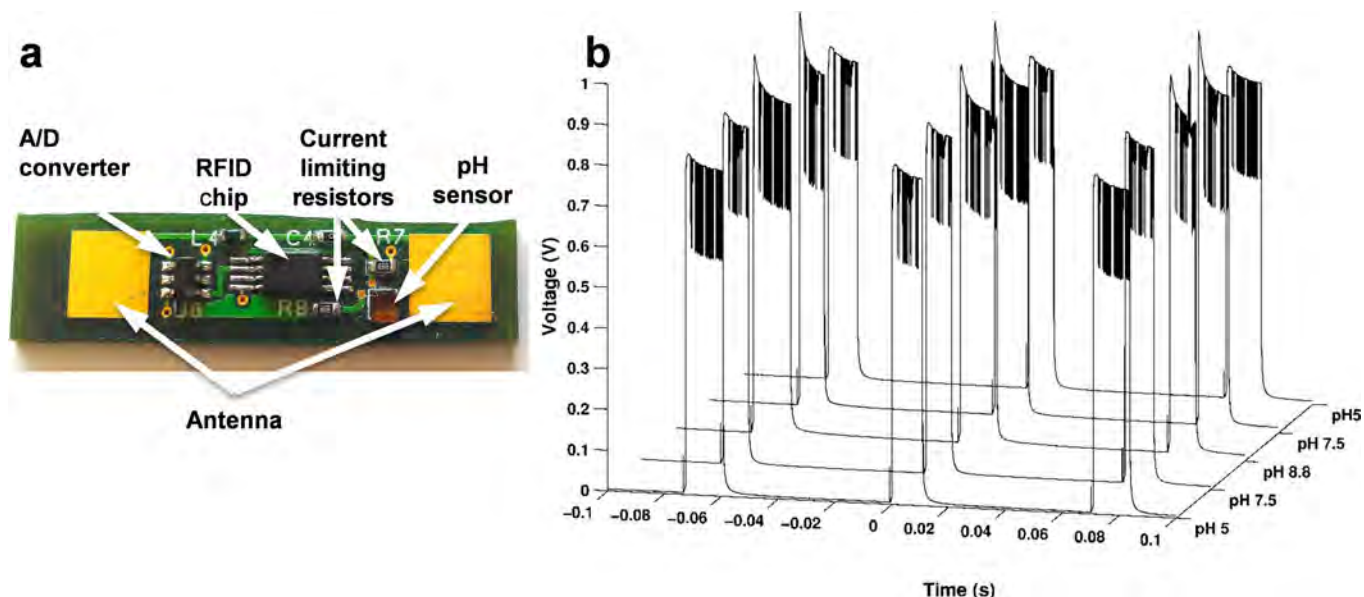 a
A/D
converter
RFID
chip
Current
limiting
resistors
pH
sensor
L4
C4
R7
U6
R8
Antenna
b
Voltage (V)
1
0.9
0.8
0.7
0.6
0.5
0.4
0.3
0.2
0.1
0
−0.1
−0.08
−0.06
−0.04
−0.02
0
0.02
0.04
0.06
0.08
0.1
Time (s)
pH5
pH 7.5
pH 8.8
pH 7.5
pH 5